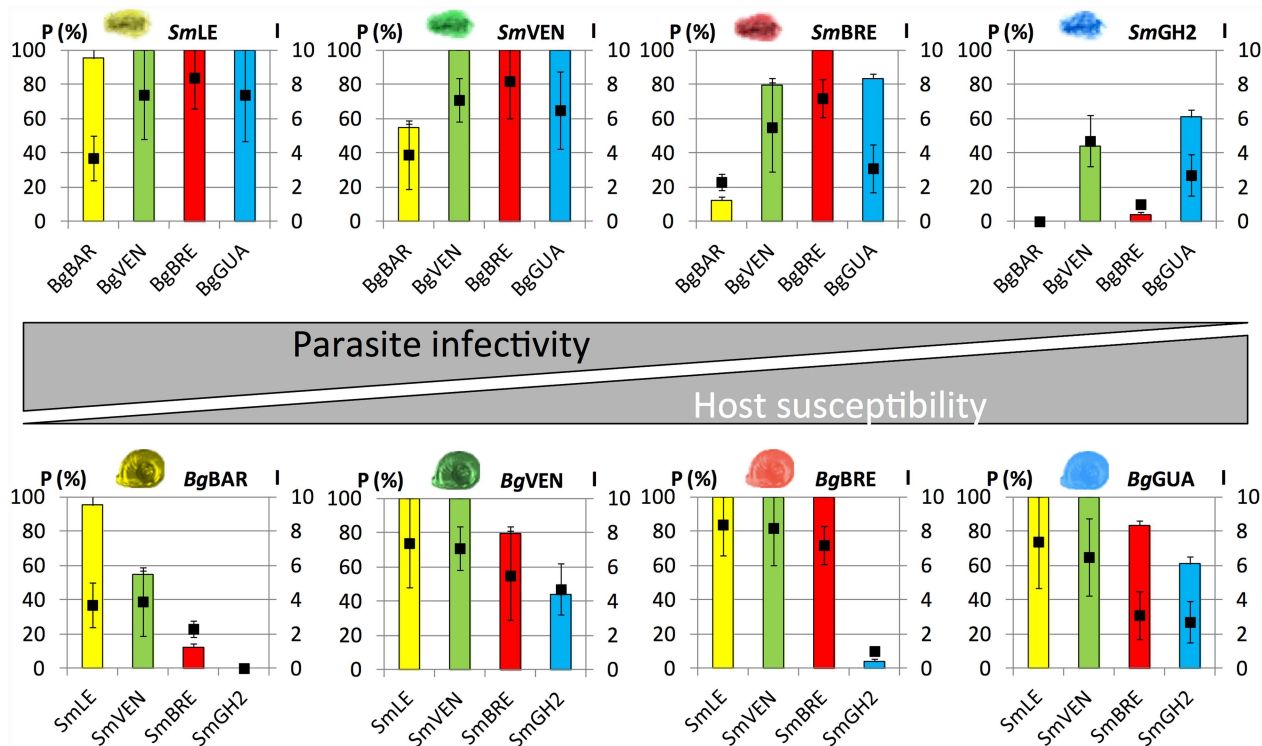 P (%) SmLE I
100 10
80 8
60 6
40 4
20 2
0 0
BgBAR BgVEN BgBRE BgGUA
P (%) SmVEN I
100 10
80 8
60 6
40 4
20 2
0 0
BgBAR BgVEN BgBRE BgGUA
P (%) SmBRE I
100 10
80 8
60 6
40 4
20 2
0 0
BgBAR BgVEN BgBRE BgGUA
P (%) SmGH2 I
100 10
80 8
60 6
40 4
20 2
0 0
BgBAR BgVEN BgBRE BgGUA
Parasite infectivity
Host susceptibility
P (%) BgBAR I
100 10
80 8
60 6
40 4
20 2
0 0
SmLE SmVEN SmBRE SmGH2
P (%) BgVEN I
100 10
80 8
60 6
40 4
20 2
0 0
SmLE SmVEN SmBRE SmGH2
P (%) BgBRE I
100 10
80 8
60 6
40 4
20 2
0 0
SmLE SmVEN SmBRE SmGH2
P (%) BgGUA I
100 10
80 8
60 6
40 4
20 2
0 0
SmLE SmVEN SmBRE SmGH2